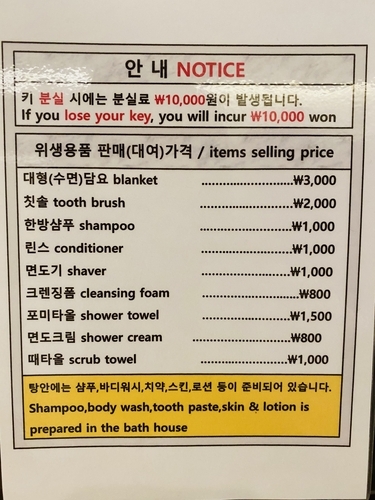 안 내 NOTICE
키 분실 시에는 분실료 ₩10,000원이 발생됩니다.
If you lose your key, you will incur ₩10,000 won
위생용품 판매(대여)가격 / items selling price
대형(수면)담요 blanket ........................₩3,000
칫솔 tooth brush ........................₩2,000
한방샴푸 shampoo ........................₩1,000
린스 conditioner ........................₩1,000
면도기 shaver ........................₩1,000
크렌징폼 cleansing foam ........................₩800
포미타올 shower towel ........................₩1,500
면도크림 shower cream ........................₩800
때타올 scrub towel ........................₩1,000
탕안에는 샴푸,바디워시,치약,스킨,로션 등이 준비되어 있습니다.
Shampoo,body wash,tooth paste,skin & lotion is
prepared in the bath house